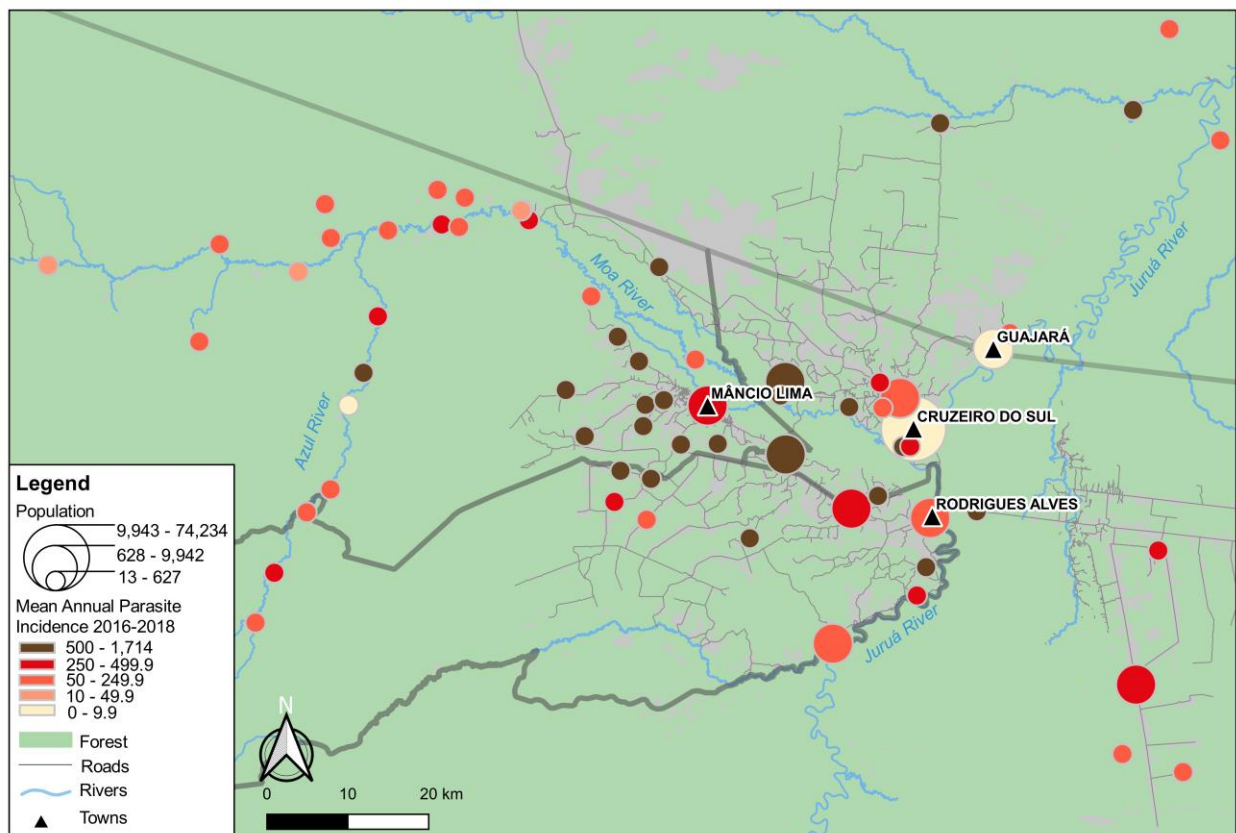 Moa River
Juruá River
GUAJARÁ
MÂNCIO LIMA
CRUZEIRO DO SUL
Azul River
RODRIGUES ALVES
Juruá River
Legend
Population
9,943 - 74,234
628 - 9,942
13 - 627
Mean Annual Parasite
Incidence 2016-2018
500 - 1,714
250 - 499.9
50 - 249.9
10 - 49.9
0 - 9.9
Forest
Roads
Rivers
Towns
N
0 10 20 km